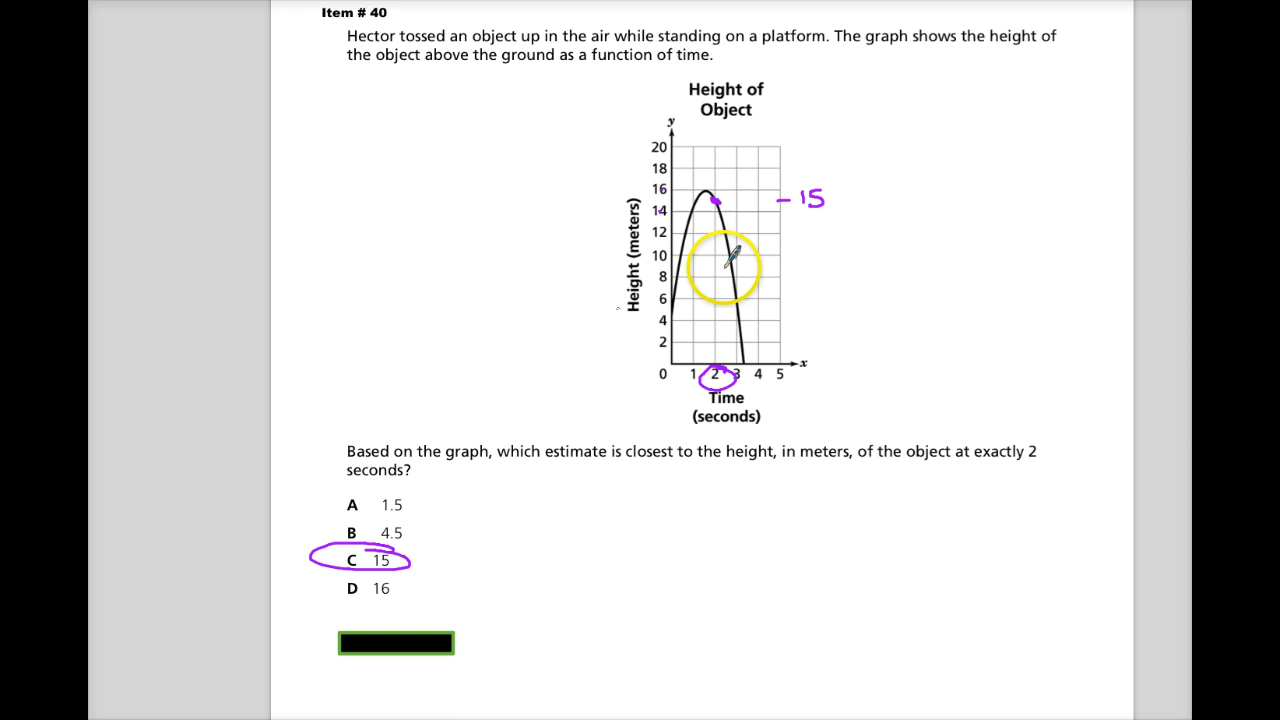 Item # 40
Hector tossed an object up in the air while standing on a platform. The graph shows the height of
the object above the ground as a function of time.
Height of
Object
y
20
18
16
14
12
10
8
6
4
2
Height (meters)
- 15
0 1 2 3 4 5 x
Time
(seconds)
Based on the graph, which estimate is closest to the height, in meters, of the object at exactly 2
seconds?
A 1.5
B 4.5
C 15
D 16